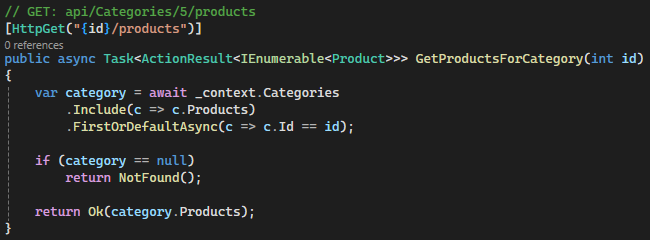 // GET: api/Categories/5/products
[HttpGet("{id}/products")]
0 references
public async Task<ActionResult<IEnumerable<Product>>> GetProductsForCategory(int id)
{
    var category = await _context.Categories
        .Include(c => c.Products)
        .FirstOrDefaultAsync(c => c.Id == id);

    if (category == null)
        return NotFound();

    return Ok(category.Products);
}